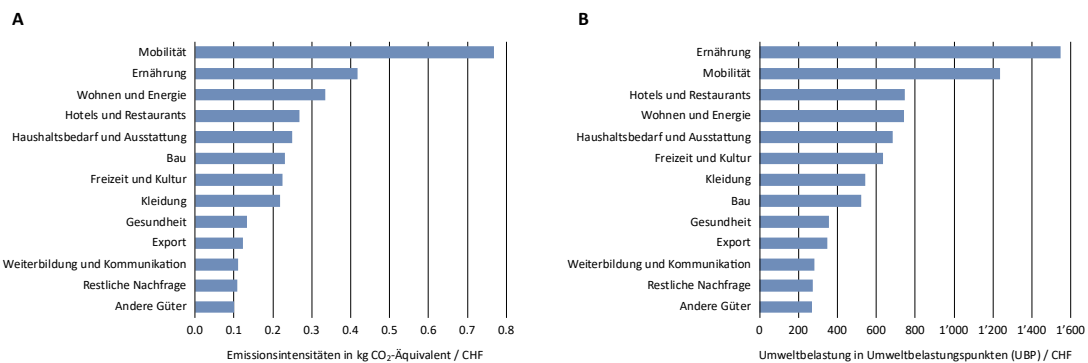 A
Mobilität
Ernährung
Wohnen und Energie
Hotels und Restaurants
Haushaltsbedarf und Ausstattung
Bau
Freizeit und Kultur
Kleidung
Gesundheit
Export
Weiterbildung und Kommunikation
Restliche Nachfrage
Andere Güter
0.0 0.1 0.2 0.3 0.4 0.5 0.6 0.7 0.8
Emissionsintensitäten in kg CO₂-Äquivalent / CHF
B
Ernährung
Mobilität
Hotels und Restaurants
Wohnen und Energie
Haushaltsbedarf und Ausstattung
Freizeit und Kultur
Kleidung
Bau
Gesundheit
Export
Weiterbildung und Kommunikation
Restliche Nachfrage
Andere Güter
0 200 400 600 800 1’000 1’200 1’400 1’600
Umweltbelastung in Umweltbelastungspunkten (UBP) / CHF